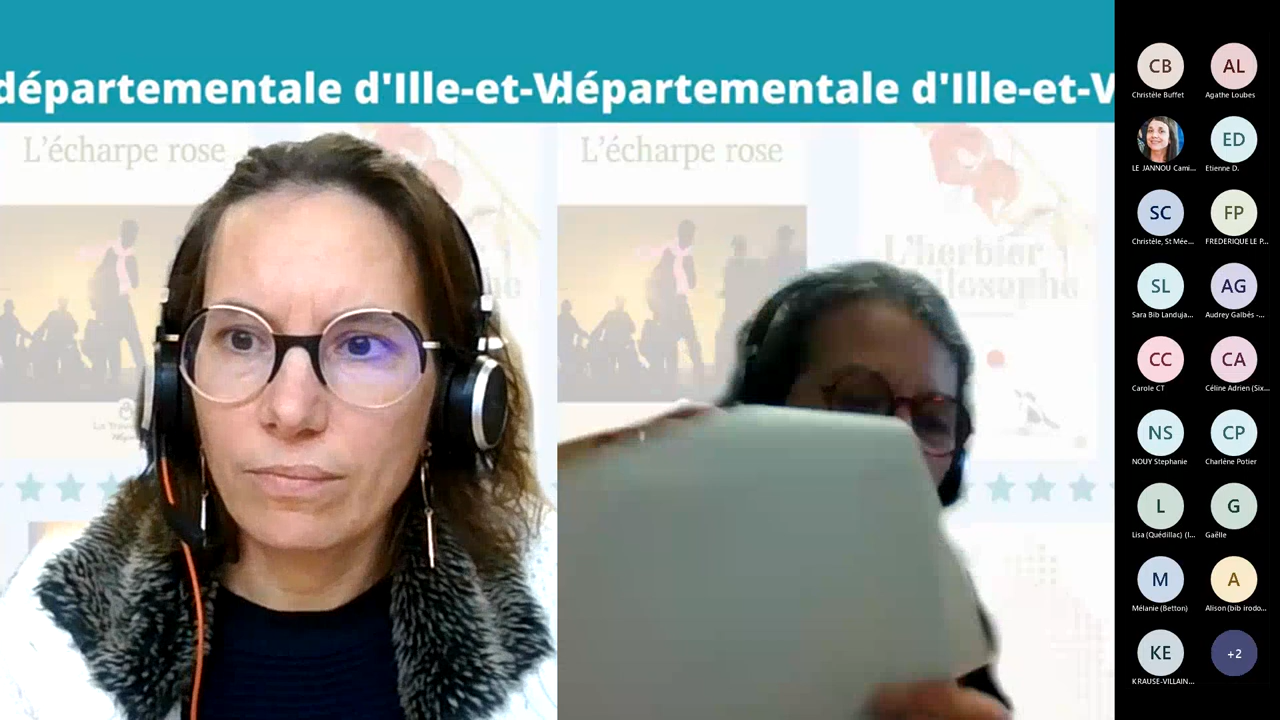 départementale d'Ille-et-V
départementale d'Ille-et-V
L'écharpe rose
L'écharpe rose
L'herbier
philosophe
CB
Christèle Buffet
AL
Agathe Loubes
LE JANNOU Cami...
ED
Etienne D.
SC
Christèle, St Mée...
FP
FREDERIQUE LE P...
SL
Sara Bib Landuja...
AG
Audrey Galbès -...
CC
Carole CT
CA
Céline Adrien (Six...
NS
NOUY Stephanie
CP
Charlène Potier
L
Lisa (Quédillac) (I...
G
Gaëlle
M
Mélanie (Betton)
A
Alison (bib irodo...
KE
KRAUSE-VILLAIN...
+2